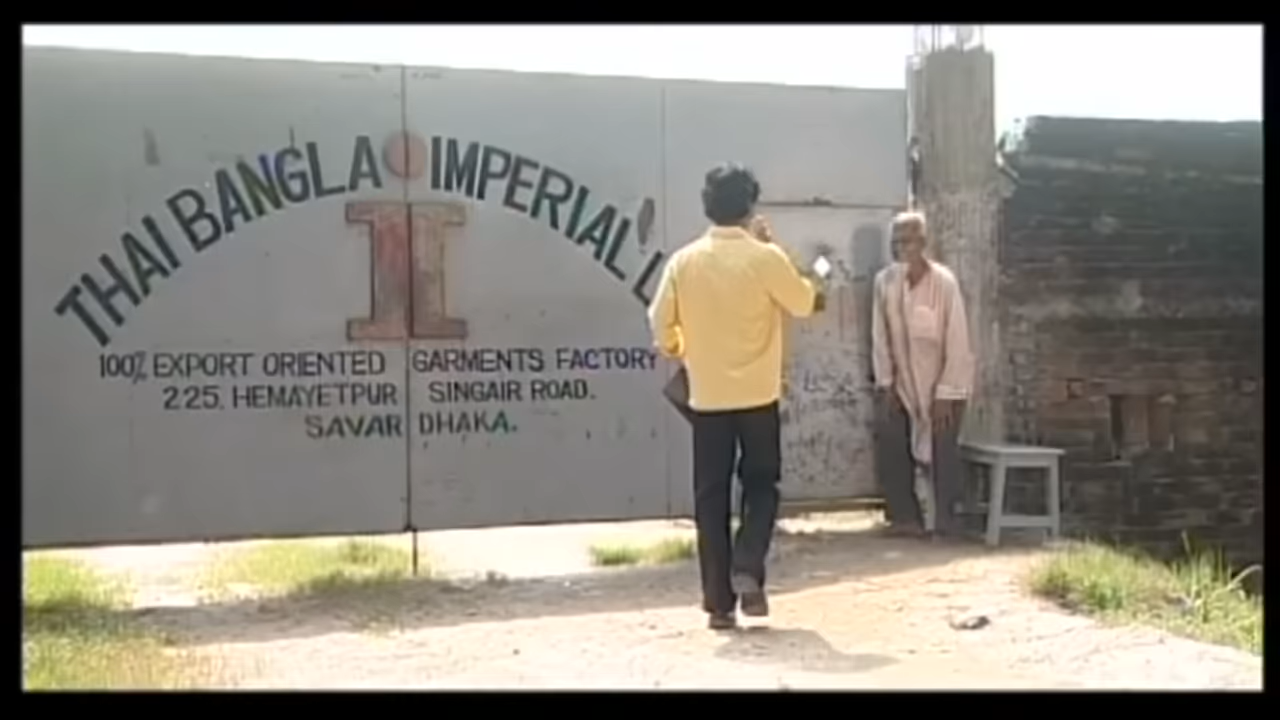 THAI BANGLA IMPERIAL L
I
100% EXPORT ORIENTED GARMENTS FACTORY
225, HEMAYETPUR SINGAIR ROAD.
SAVAR DHAKA.